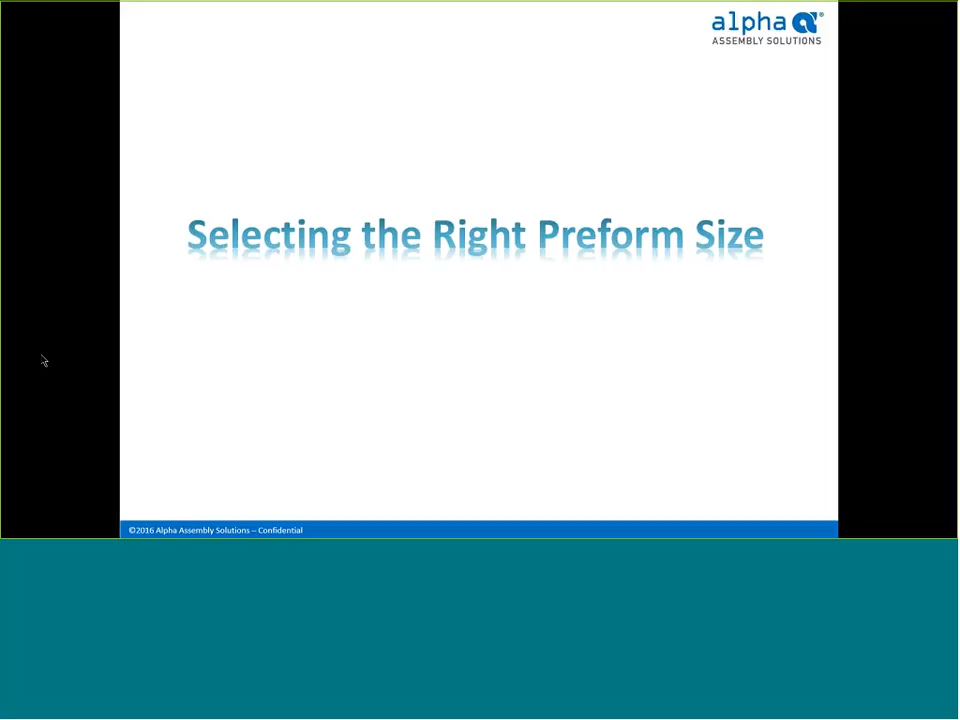 alpha a®
ASSEMBLY SOLUTIONS
Selecting the Right Preform Size
©2016 Alpha Assembly Solutions – Confidential